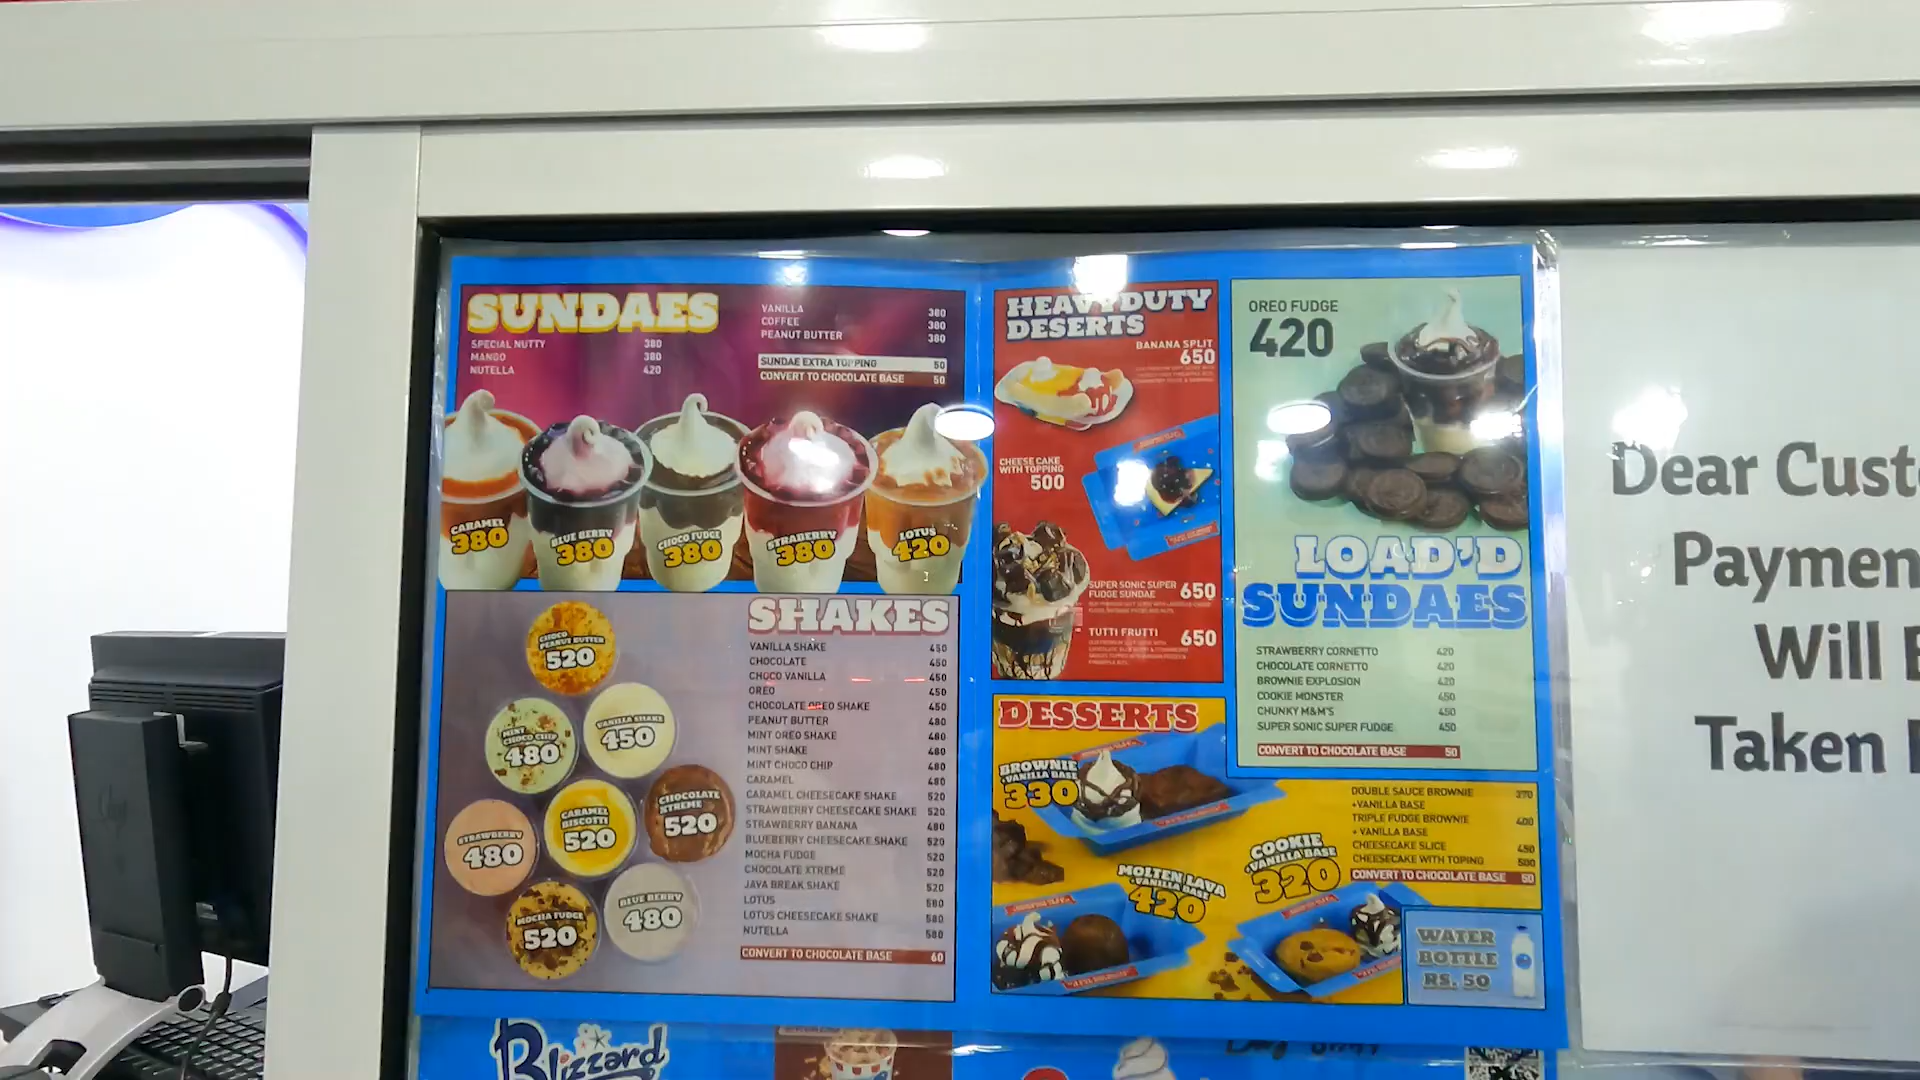 SUNDAES
SPECIAL NUTTY 380
MANGO 380
NUTELLA 420
VANILLA 380
COFFEE 380
PEANUT BUTTER 380
SUNDAE EXTRA TOPPING 50
CONVERT TO CHOCOLATE BASE 50
CARAMEL
380
BLUE BERRY
380
CHOCO FUDGE
380
STRABERRY
380
LOTUS
420
SHAKES
VANILLA SHAKE 450
CHOCOLATE 450
CHOCO VANILLA 450
OREO 450
CHOCOLATE OREO SHAKE 450
PEANUT BUTTER 480
MINT OREO SHAKE 480
MINT SHAKE 480
MINT CHOCO CHIP 480
CARAMEL 480
CARAMEL CHEESECAKE SHAKE 520
STRAWBERRY CHEESECAKE SHAKE 520
STRAWBERRY BANANA 480
BLUEBERRY CHEESECAKE SHAKE 520
MOCHA FUDGE 520
CHOCOLATE XTREME 520
JAVA BREAK SHAKE 520
LOTUS 580
LOTUS CHEESECAKE SHAKE 580
NUTELLA 580
CONVERT TO CHOCOLATE BASE 60
CHOCO
PEANUT BUTTER
520
MINT
CHOCO CHIP
480
VANILLA SHAKE
450
STRAWBERRY
480
CARAMEL
BISCOTTI
520
CHOCOLATE
XTREME
520
MOCHA FUDGE
520
BLUE BERRY
480
HEAVYDUTY
DESERTS
BANANA SPLIT
650
CHEESE CAKE
WITH TOPPING
500
SUPER SONIC SUPER
FUDGE SUNDAE 650
TUTTI FRUTTI 650
OREO FUDGE
420
LOAD'D
SUNDAES
STRAWBERRY CORNETTO 420
CHOCOLATE CORNETTO 420
BROWNIE EXPLOSION 420
COOKIE MONSTER 450
CHUNKY M&M'S 450
SUPER SONIC SUPER FUDGE 450
CONVERT TO CHOCOLATE BASE 50
DESSERTS
BROWNIE
+VANILLA BASE
330
MOLTEN LAVA
+VANILLA BASE
420
COOKIE
+VANILLA BASE
320
DOUBLE SAUCE BROWNIE 370
+VANILLA BASE
TRIPLE FUDGE BROWNIE 400
+ VANILLA BASE
CHEESECAKE SLICE 450
CHEESECAKE WITH TOPING 500
CONVERT TO CHOCOLATE BASE 50
WATER
BOTTLE
RS. 50
Blizzard
Dear Cust
Paymen
Will
Taken